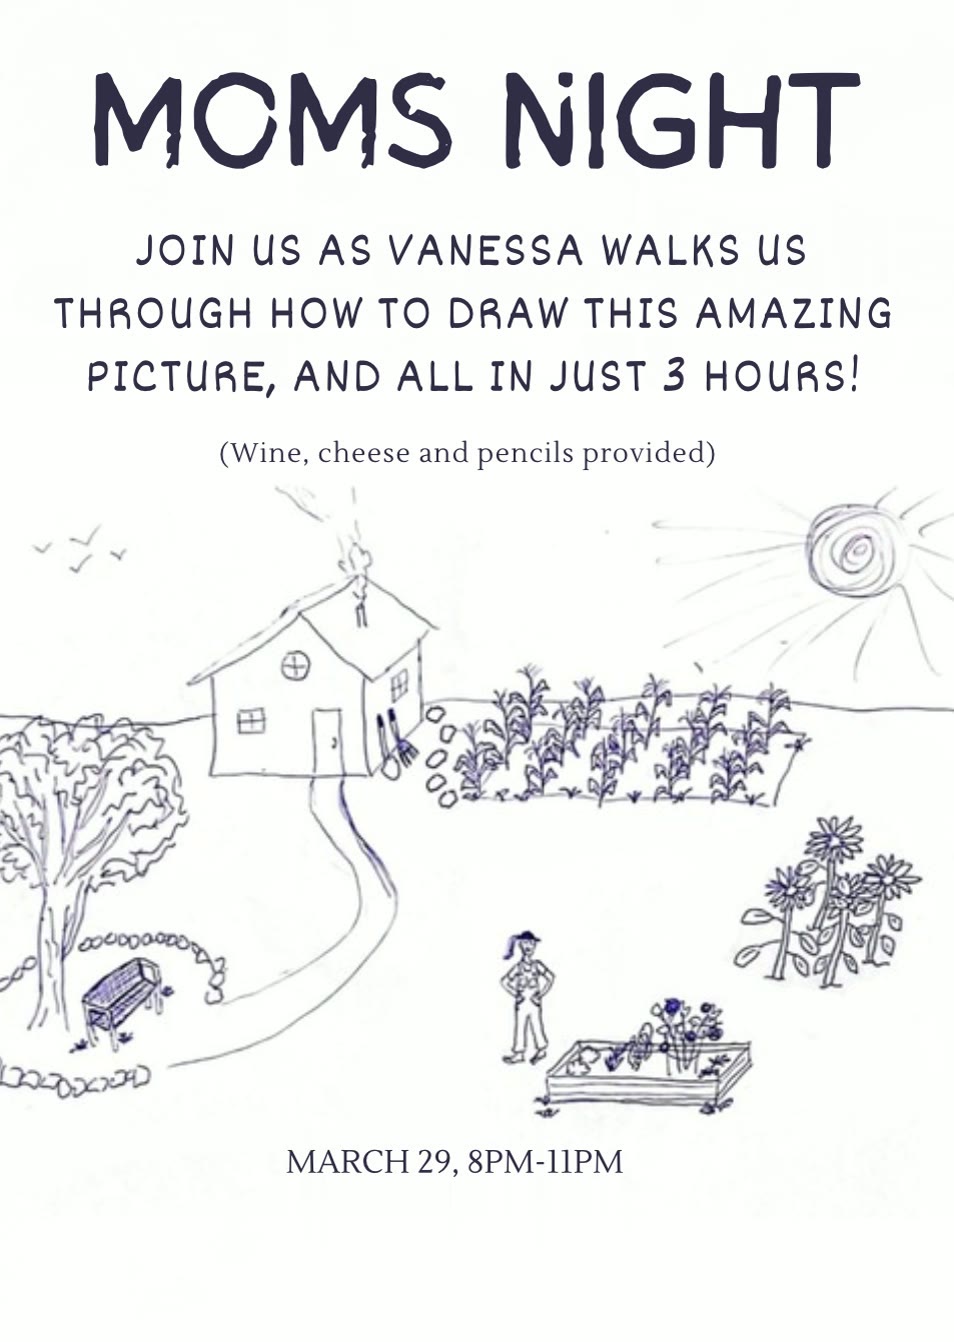 MOMS NIGHT
JOIN US AS VANESSA WALKS US
THROUGH HOW TO DRAW THIS AMAZING
PICTURE, AND ALL IN JUST 3 HOURS!
(Wine, cheese and pencils provided)
MARCH 29, 8PM-11PM